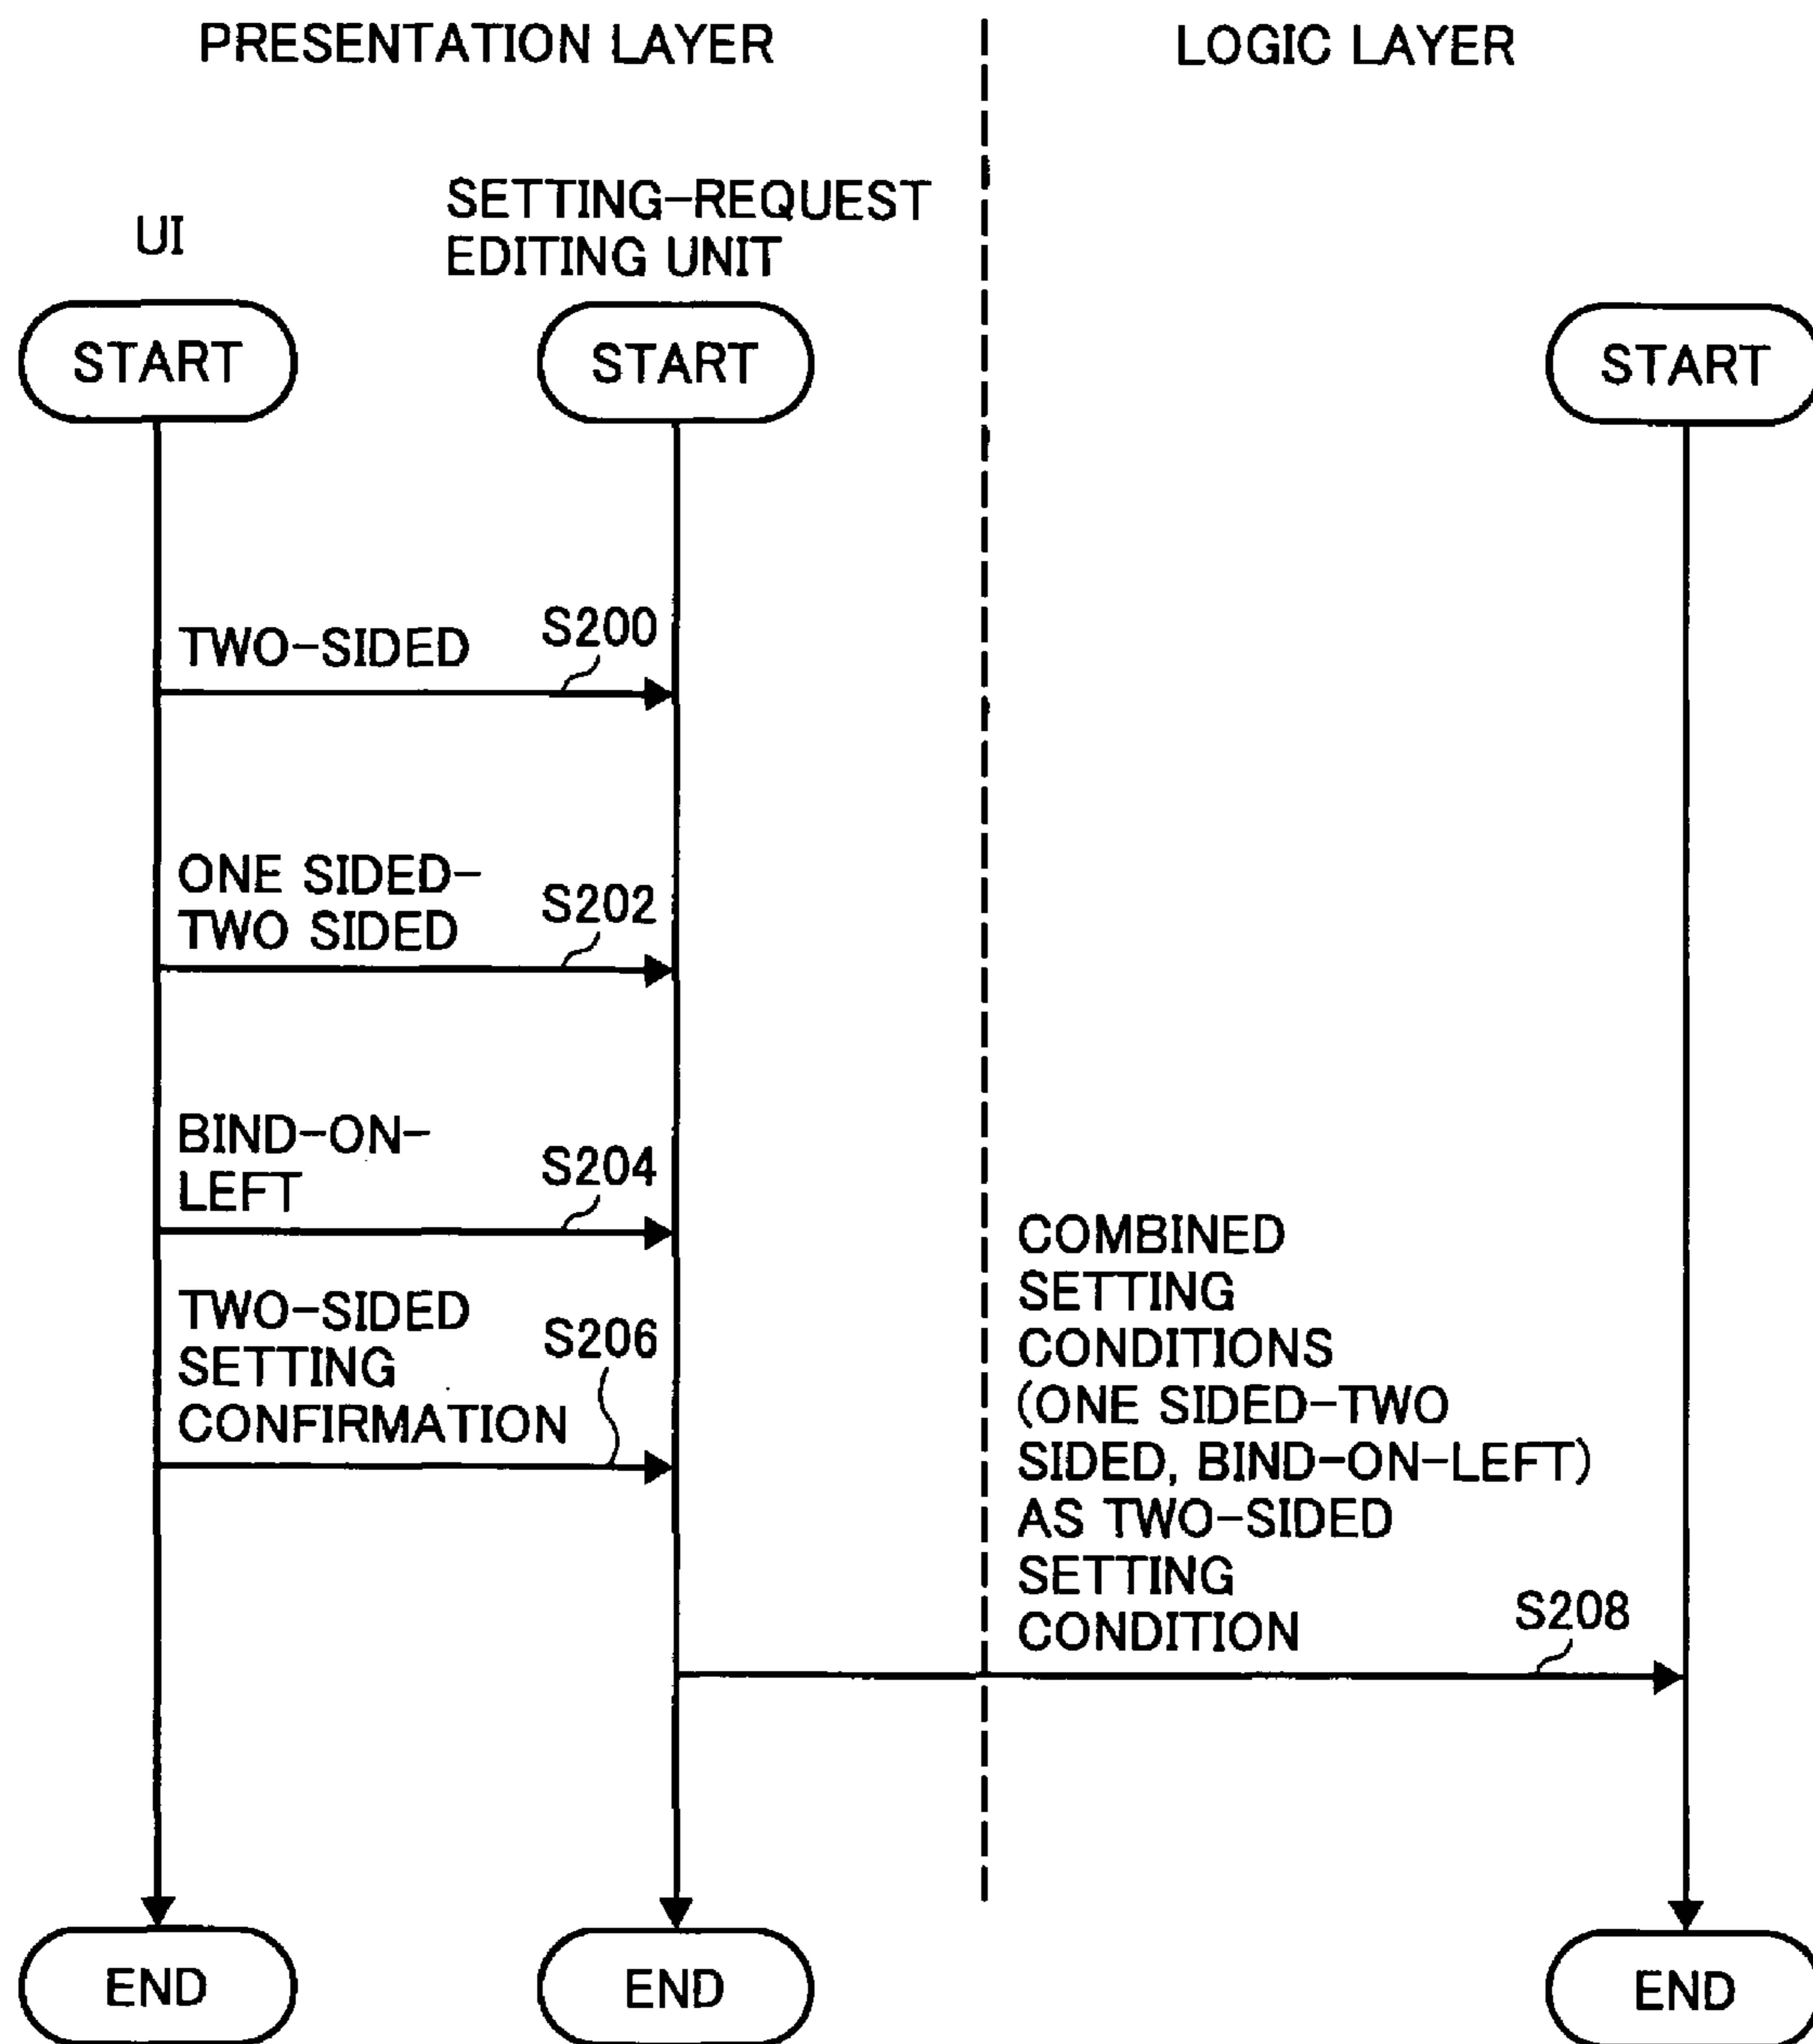 PRESENTATION LAYER
LOGIC LAYER
UI
SETTING-REQUEST
EDITING UNIT
START
START
START
TWO-SIDED
S200
ONE SIDED-
TWO SIDED
S202
BIND-ON-
LEFT
S204
TWO-SIDED
SETTING
CONFIRMATION
S206
COMBINED
SETTING
CONDITIONS
(ONE SIDED-TWO
SIDED, BIND-ON-LEFT)
AS TWO-SIDED
SETTING
CONDITION
S208
END
END
END